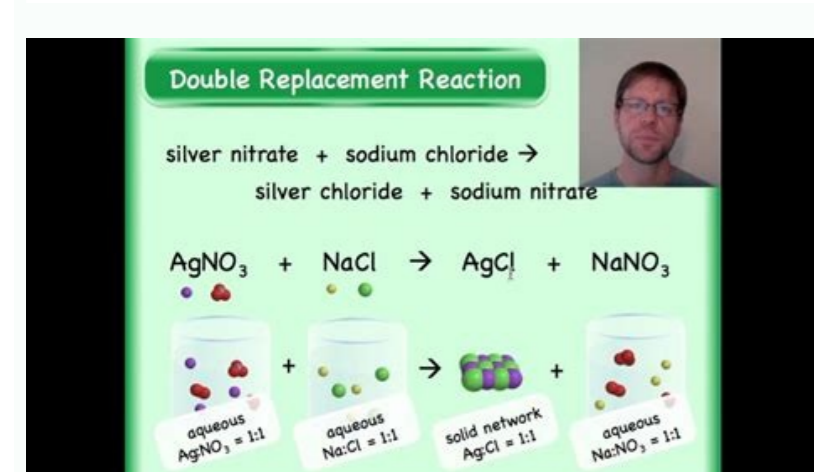 Double Replacement Reaction
silver nitrate + sodium chloride →
silver chloride + sodium nitrate
AgNO₃ + NaCl → AgCl + NaNO₃
+ → +
aqueous
Ag:NO₃ = 1:1
aqueous
Na:Cl = 1:1
solid network
Ag:Cl = 1:1
aqueous
Na:NO₃ = 1:1